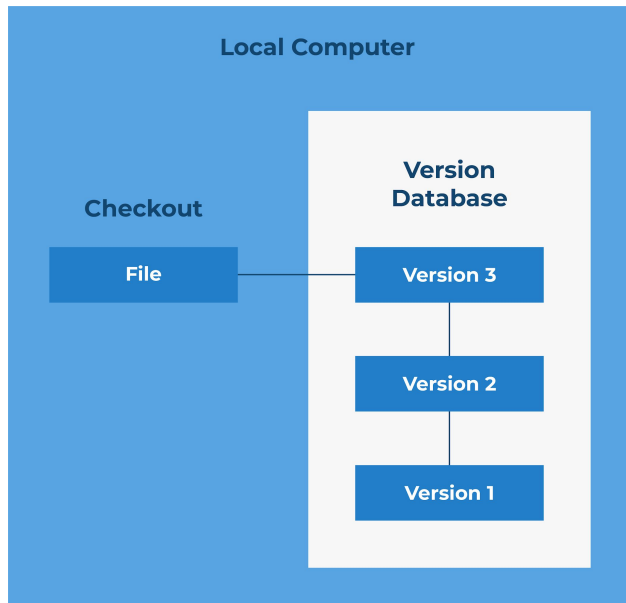 Local Computer
Checkout
File
Version
Database
Version 3
Version 2
Version 1